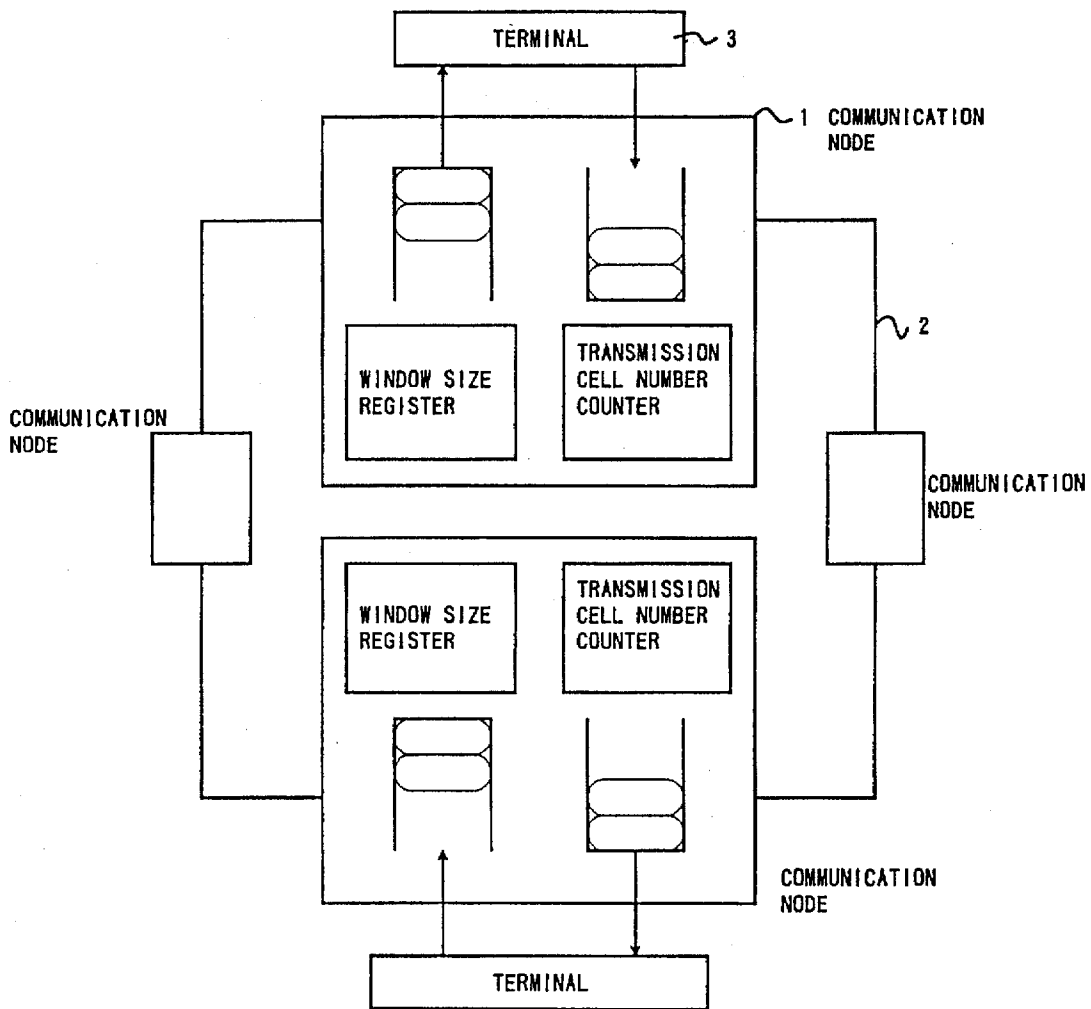 TERMINAL
3
1 COMMUNICATION
NODE
2
WINDOW SIZE
REGISTER
TRANSMISSION
CELL NUMBER
COUNTER
COMMUNICATION
NODE
COMMUNICATION
NODE
WINDOW SIZE
REGISTER
TRANSMISSION
CELL NUMBER
COUNTER
COMMUNICATION
NODE
TERMINAL